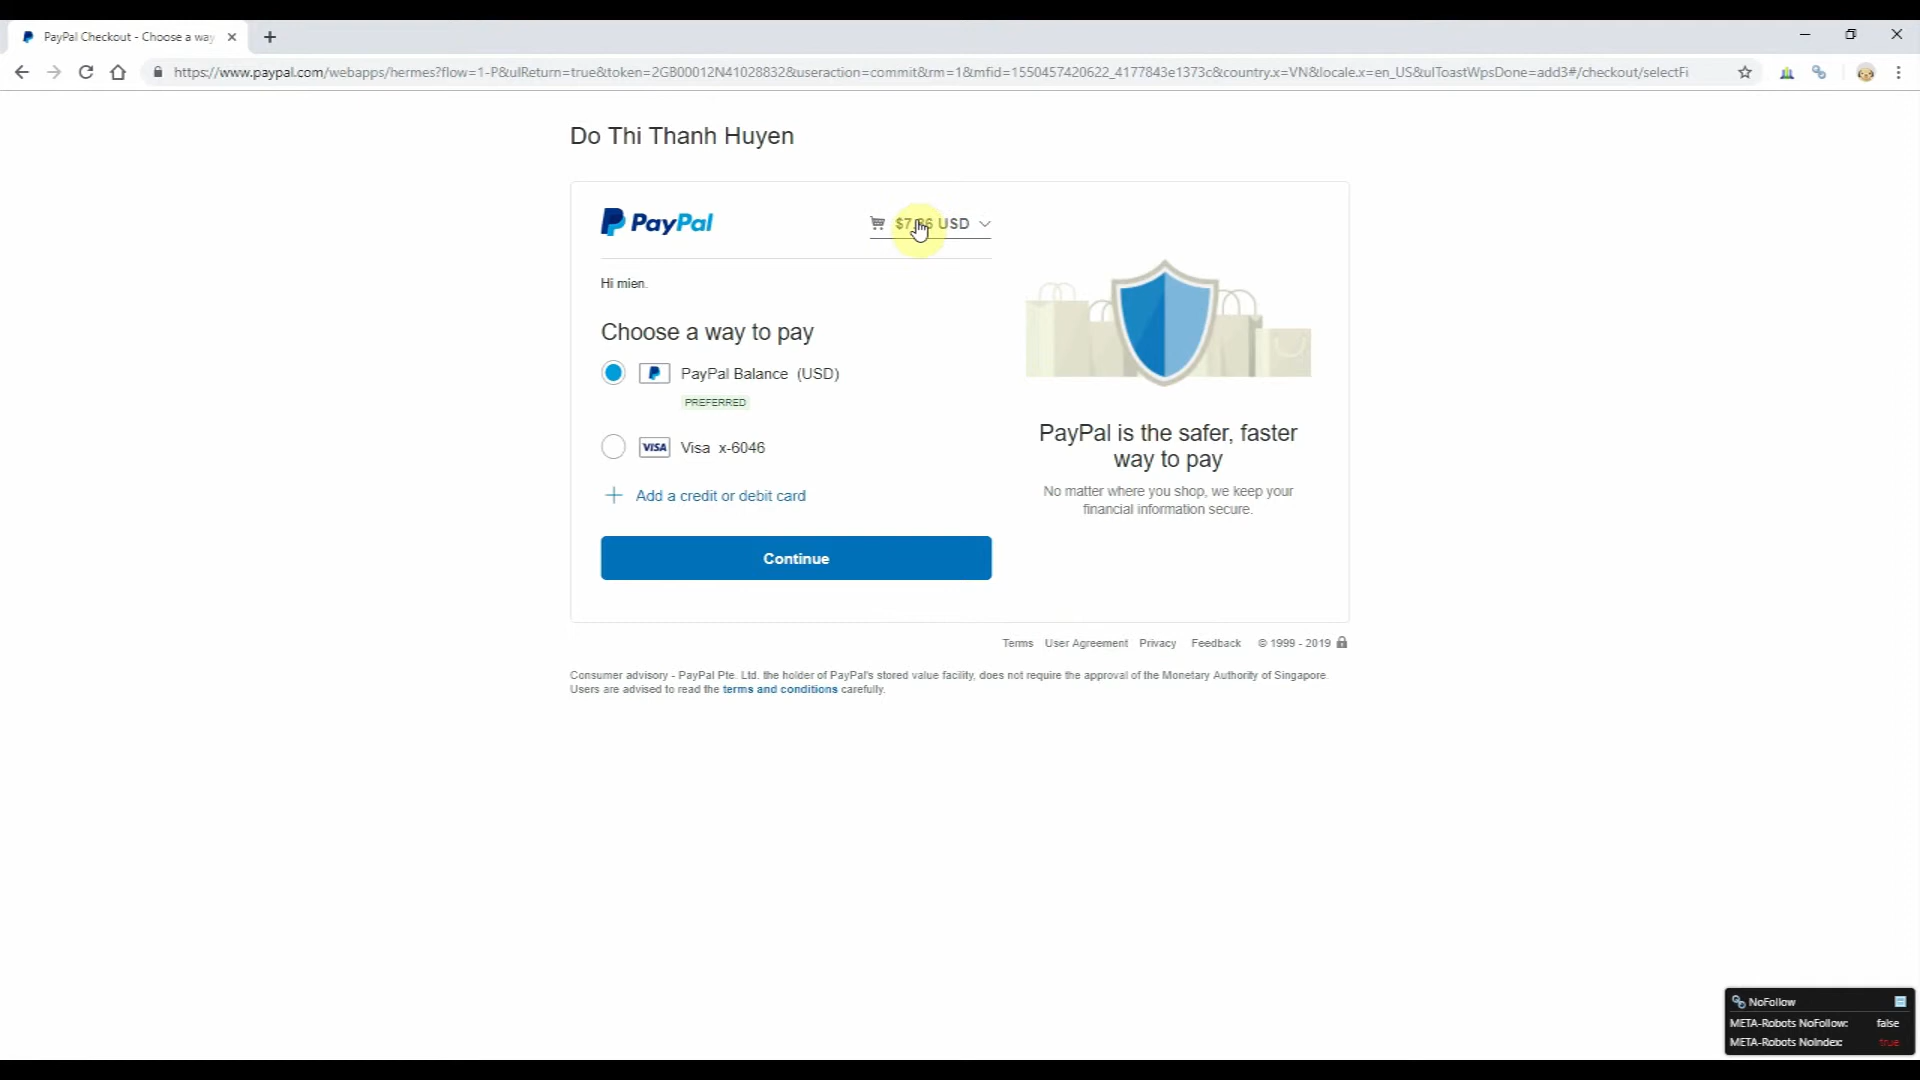 PayPal Checkout - Choose a way
https://www.paypal.com/webapps/hermes?flow=1-P&ulReturn=true&token=2GB00012N41028832&useraction=commit&rm=1&mfid=1550457420622_4177843e1373c&country.x=VN&locale.x=en_US&ulToastWpsDone=add3#/checkout/selectFi
Do Thi Thanh Huyen
PayPal
USD
Hi mien.
Choose a way to pay
PayPal Balance (USD)
PREFERRED
VISA Visa x-6046
Add a credit or debit card
Continue
PayPal is the safer, faster
way to pay
No matter where you shop, we keep your
financial information secure.
Terms User Agreement Privacy Feedback © 1999 - 2019
Consumer advisory - PayPal Pte. Ltd. the holder of PayPal's stored value facility, does not require the approval of the Monetary Authority of Singapore.
Users are advised to read the terms and conditions carefully.
NoFollow
META-Robots NoFollow: false
META-Robots NoIndex: true